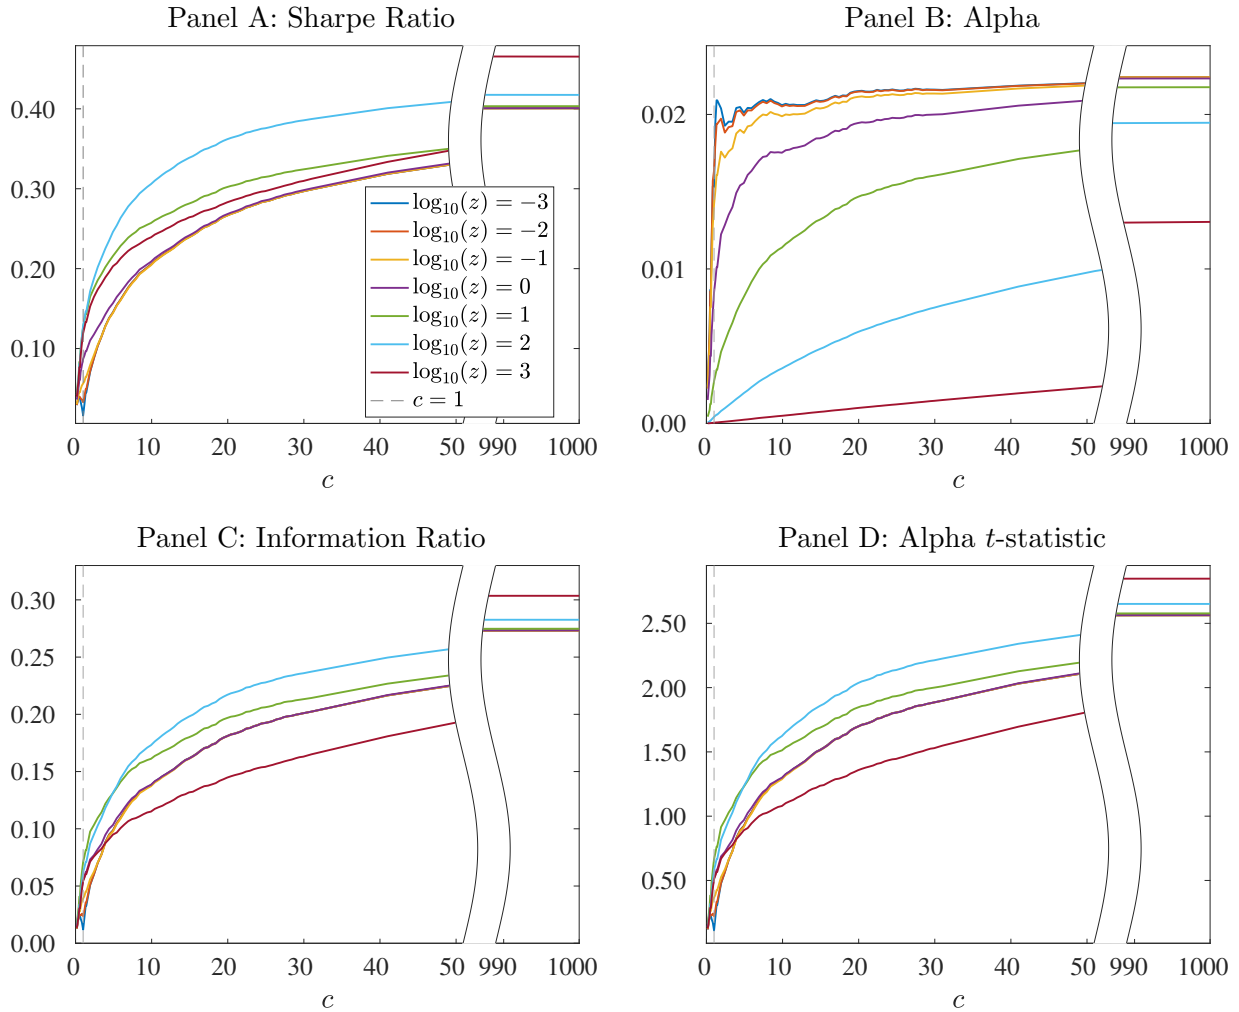 Panel A: Sharpe Ratio
0.40
0.30
0.20
0.10
0 10 20 30 40 50 990 1000
c
log₁₀(z) = −3
log₁₀(z) = −2
log₁₀(z) = −1
log₁₀(z) = 0
log₁₀(z) = 1
log₁₀(z) = 2
log₁₀(z) = 3
c = 1
Panel B: Alpha
0.02
0.01
0.00
0 10 20 30 40 50 990 1000
c
Panel C: Information Ratio
0.30
0.25
0.20
0.15
0.10
0.05
0.00
0 10 20 30 40 50 990 1000
c
Panel D: Alpha t-statistic
2.50
2.00
1.50
1.00
0.50
0 10 20 30 40 50 990 1000
c